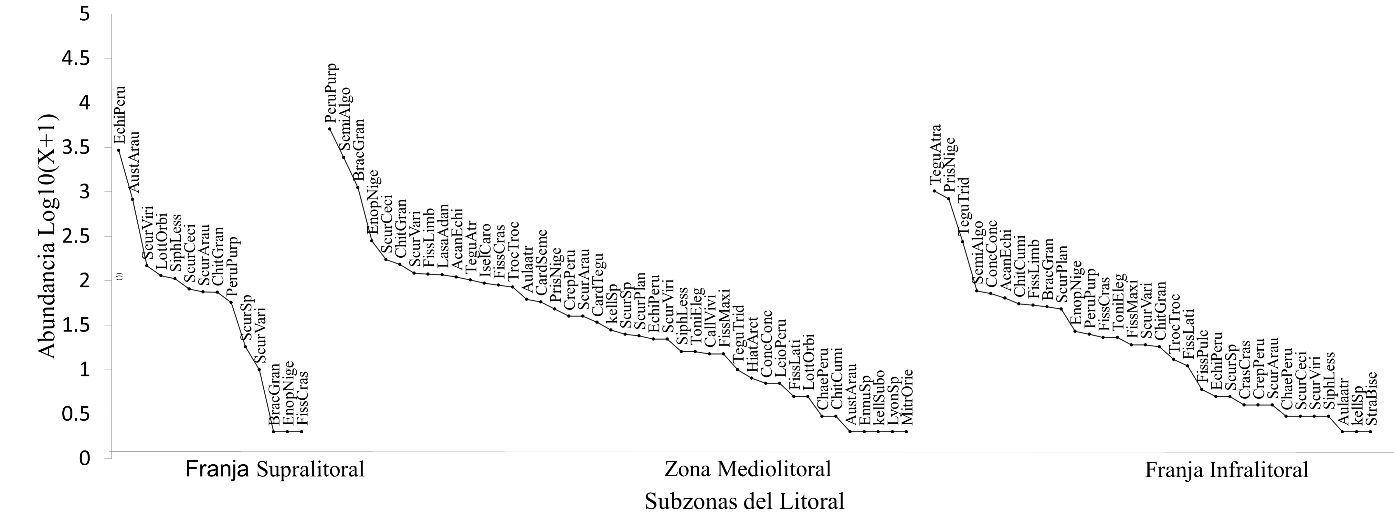 5
4.5
4
3.5
3
2.5
2
1.5
1
0.5
0
Abundancia Log10(X+1)
EchiPeru
AustArau
ScurViri
LottOrbi
SiphLess
ScurCeci
ScurArau
ChitGran
PeruPurp
ScurSp
ScurVari
BracGran
EnopNige
FissCras
PeruPurp
SemiAlgo
BracGran
EnopNige
ScurCeci
ChitGran
ScurVari
FissLimb
LasaAdan
AcanEchi
TeguAtr
IselCaro
FissCras
TrocTroc
Aulaatr
CardSeme
PrisNige
CrepPeru
ScurArau
CardTegu
kellSp
ScurSp
ScurPlan
EchiPeru
ScurViri
SiphLess
ToniEleg
CallVivi
FissMaxi
TeguTrid
HiatArct
ConcConc
LcioPeru
FissLati
LottOrbi
ChaePeru
ChitCumi
AustArau
EnnuSp
kellSubo
LyonSp
MitrOrie
TeguAtra
PrisNige
TeguTrid
SemiAlgo
ConcConc
AcanEchi
ChitCumi
FissLimb
BracGran
ScurPlan
EnopNige
PeruPurp
FissCras
ToniEleg
FissMaxi
ScurVari
ChitGran
TrocTroc
FissLati
FissPulc
EchiPeru
ScurSp
CrasCras
CrepPeru
ScurArau
ChaePeru
ScurCeci
ScurViri
SiphLess
Aulaatr
kellSp
StraBisc
Franja Supralitoral
Zona Mediolitoral
Franja Infralitoral
Subzonas del Litoral